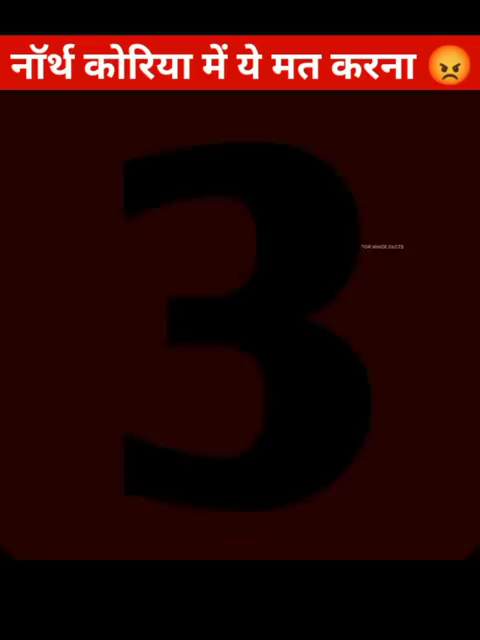 नॉर्थ कोरिया में ये मत करना 😡
3